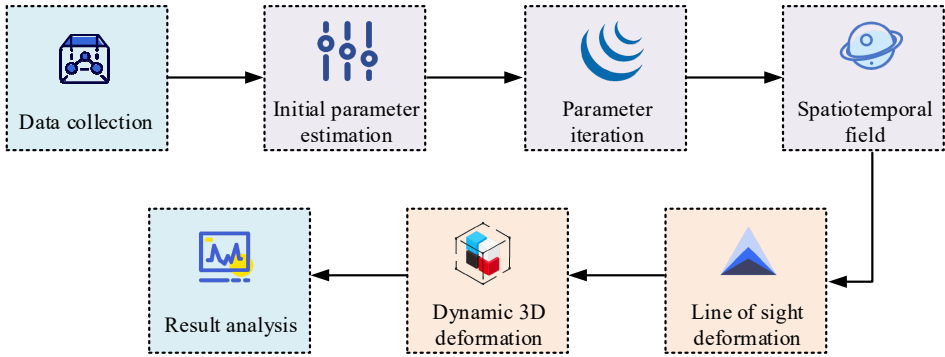 Data collection
Initial parameter
estimation
Parameter
iteration
Spatiotemporal
field
Result analysis
Dynamic 3D
deformation
Line of sight
deformation